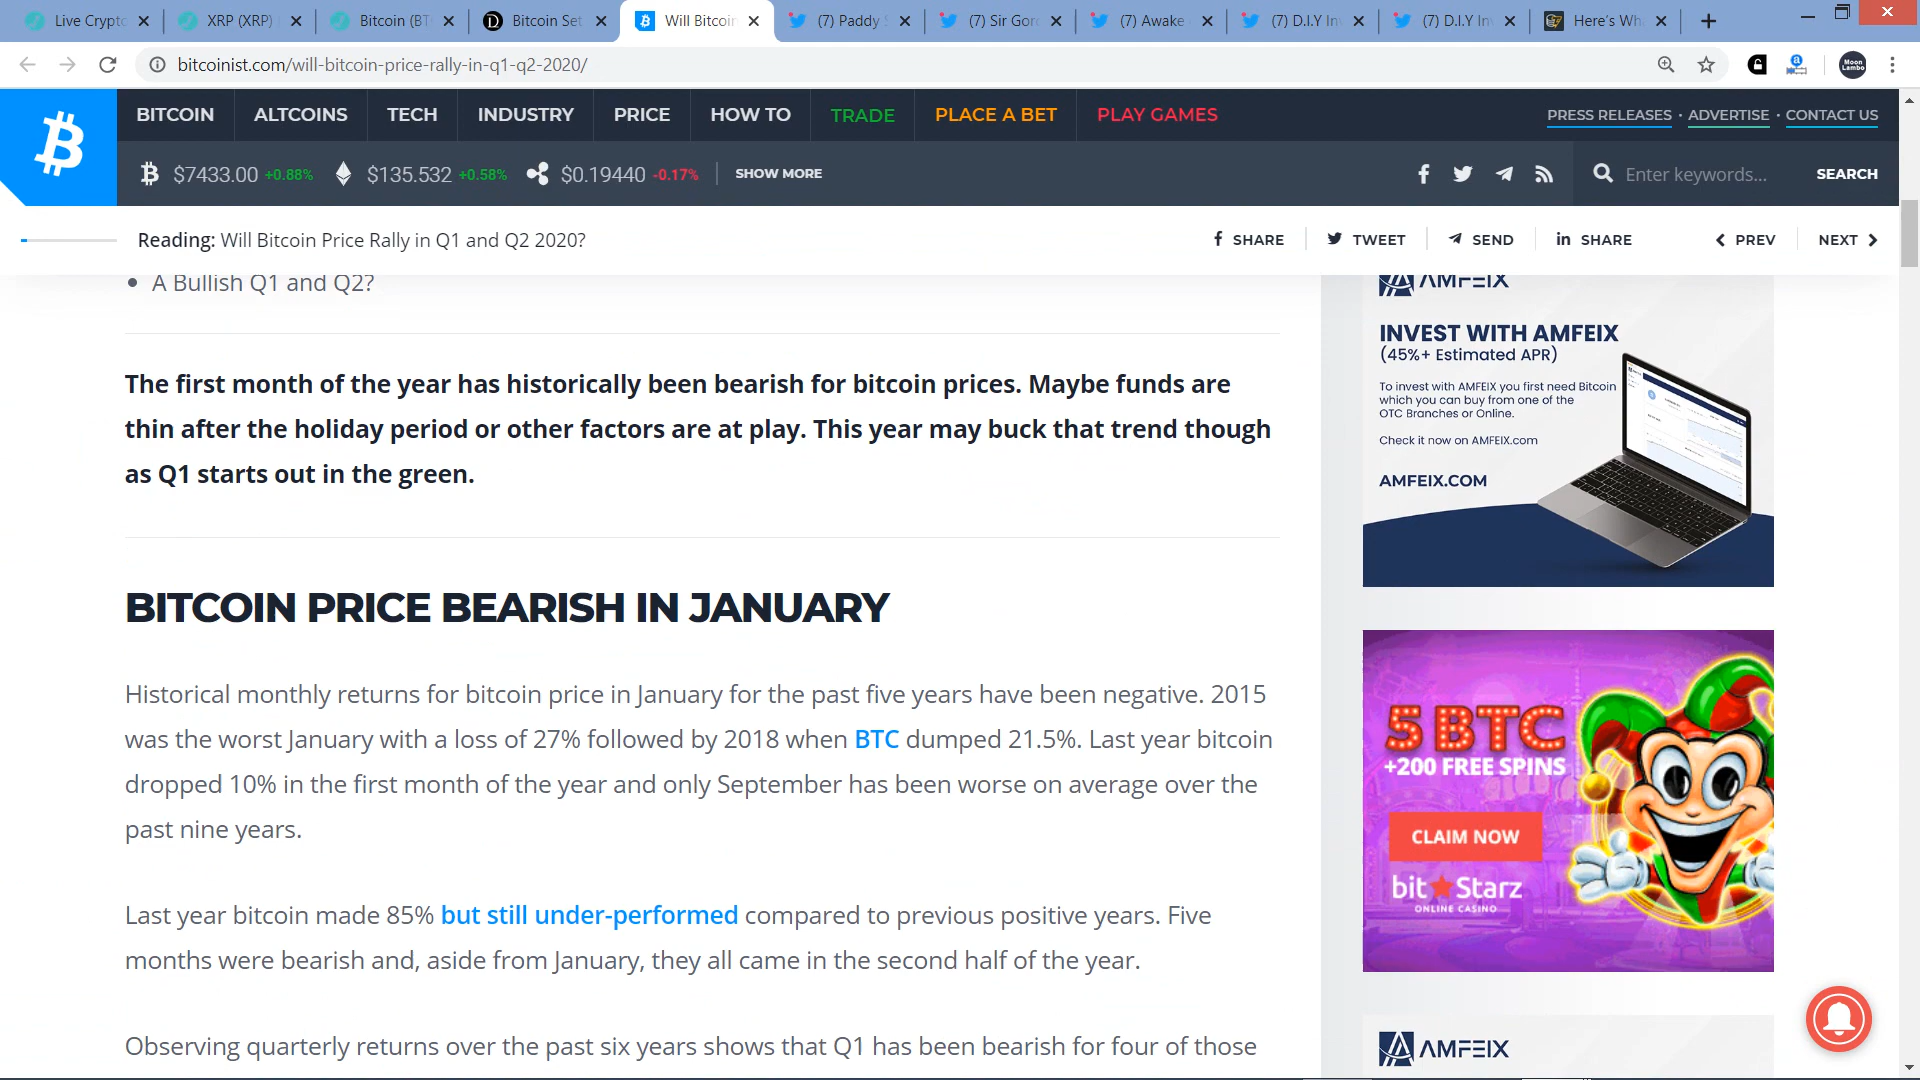 Live Crypto
XRP (XRP)
Bitcoin (BT
Bitcoin Set
Will Bitcoin
(7) Paddy S
(7) Sir Gord
(7) Awake
(7) D.I.Y In
(7) D.I.Y In
Here's Wh
bitcoinist.com/will-bitcoin-price-rally-in-q1-q2-2020/
Moon Lambo
BITCOIN
ALTCOINS
TECH
INDUSTRY
PRICE
HOW TO
TRADE
PLACE A BET
PLAY GAMES
PRESS RELEASES · ADVERTISE · CONTACT US
$7433.00 +0.88%
$135.532 +0.58%
$0.19440 -0.17%
SHOW MORE
Enter keywords...
SEARCH
Reading: Will Bitcoin Price Rally in Q1 and Q2 2020?
SHARE
TWEET
SEND
in SHARE
PREV
NEXT
• A Bullish Q1 and Q2?
The first month of the year has historically been bearish for bitcoin prices. Maybe funds are
thin after the holiday period or other factors are at play. This year may buck that trend though
as Q1 starts out in the green.
BITCOIN PRICE BEARISH IN JANUARY
Historical monthly returns for bitcoin price in January for the past five years have been negative. 2015
was the worst January with a loss of 27% followed by 2018 when BTC dumped 21.5%. Last year bitcoin
dropped 10% in the first month of the year and only September has been worse on average over the
past nine years.
Last year bitcoin made 85% but still under-performed compared to previous positive years. Five
months were bearish and, aside from January, they all came in the second half of the year.
Observing quarterly returns over the past six years shows that Q1 has been bearish for four of those
AMFEIX
INVEST WITH AMFEIX
(45%+ Estimated APR)
To invest with AMFEIX you first need Bitcoin
which you can buy from one of the
OTC Branches or Online.
Check it now on AMFEIX.com
AMFEIX.COM
5 BTC
+200 FREE SPINS
CLAIM NOW
bit Starz
ONLINE CASINO
AMFEIX